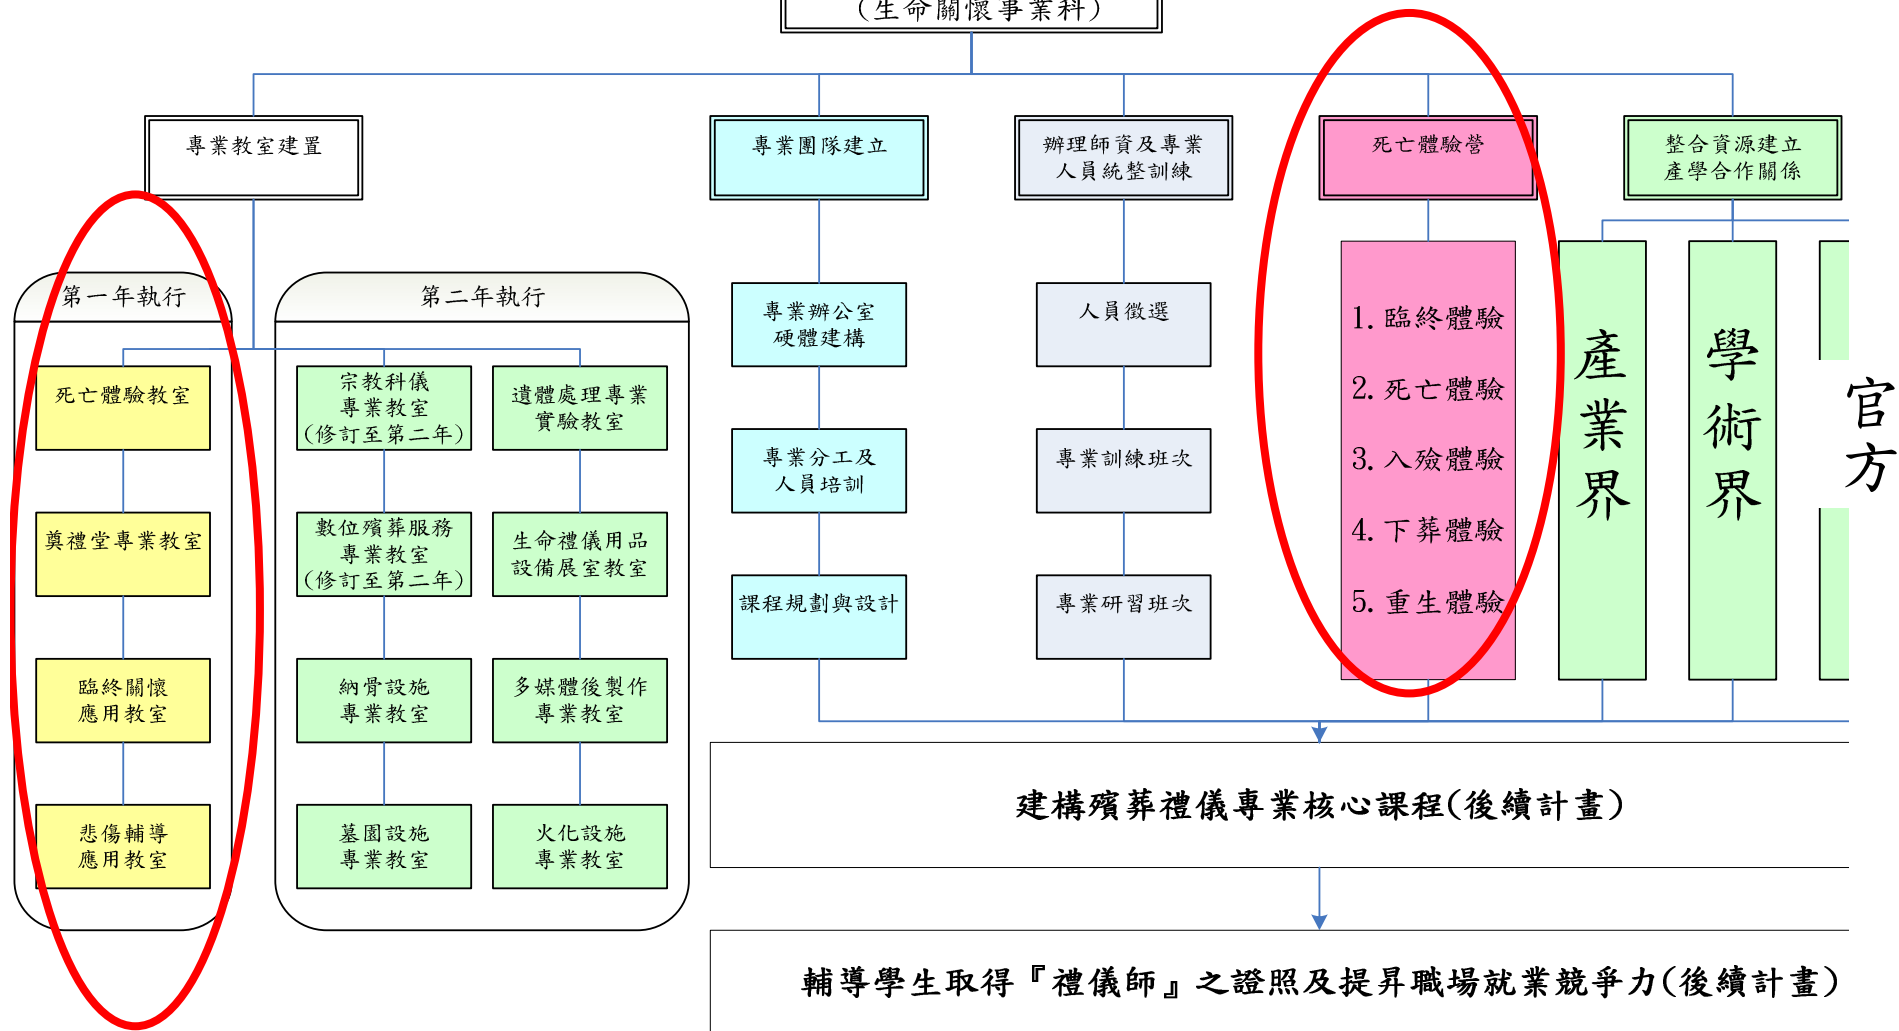 (生命關懷事業科)
專業教室建置
專業團隊建立
辦理師資及專業
人員統整訓練
死亡體驗營
整合資源建立
產學合作關係
第一年執行
死亡體驗教室
奠禮堂專業教室
臨終關懷
應用教室
悲傷輔導
應用教室
第二年執行
宗教科儀
專業教室
(修訂至第二年)
數位殯葬服務
專業教室
(修訂至第二年)
納骨設施
專業教室
墓園設施
專業教室
遺體處理專業
實驗教室
生命禮儀用品
設備展室教室
多媒體後製作
專業教室
火化設施
專業教室
專業辦公室
硬體建構
專業分工及
人員培訓
課程規劃與設計
人員徵選
專業訓練班次
專業研習班次
1. 臨終體驗
2. 死亡體驗
3. 入殮體驗
4. 下葬體驗
5. 重生體驗
產業界
學術界
官方
建構殯葬禮儀專業核心課程(後續計畫)
輔導學生取得『禮儀師』之證照及提昇職場就業競爭力(後續計畫)